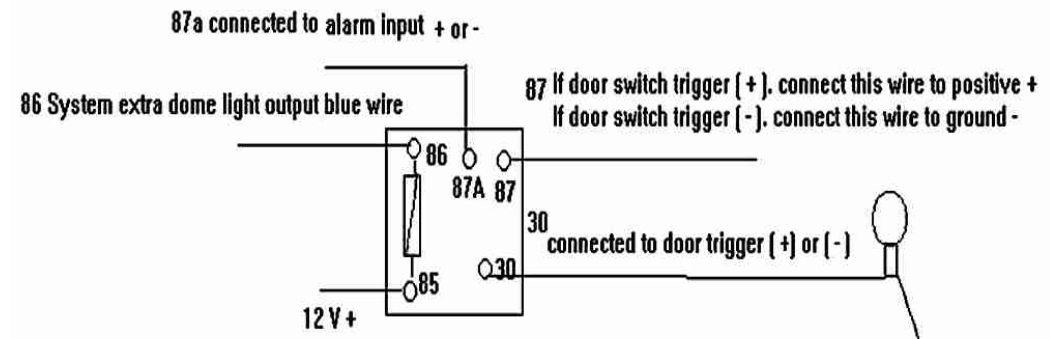 87a connected to alarm input + or -
86 System extra dome light output blue wire
87 If door switch trigger (+). connect this wire to positive +
If door switch trigger (-). connect this wire to ground -
86
87A 87
30
connected to door trigger (+) or (-)
30
85
12 V +